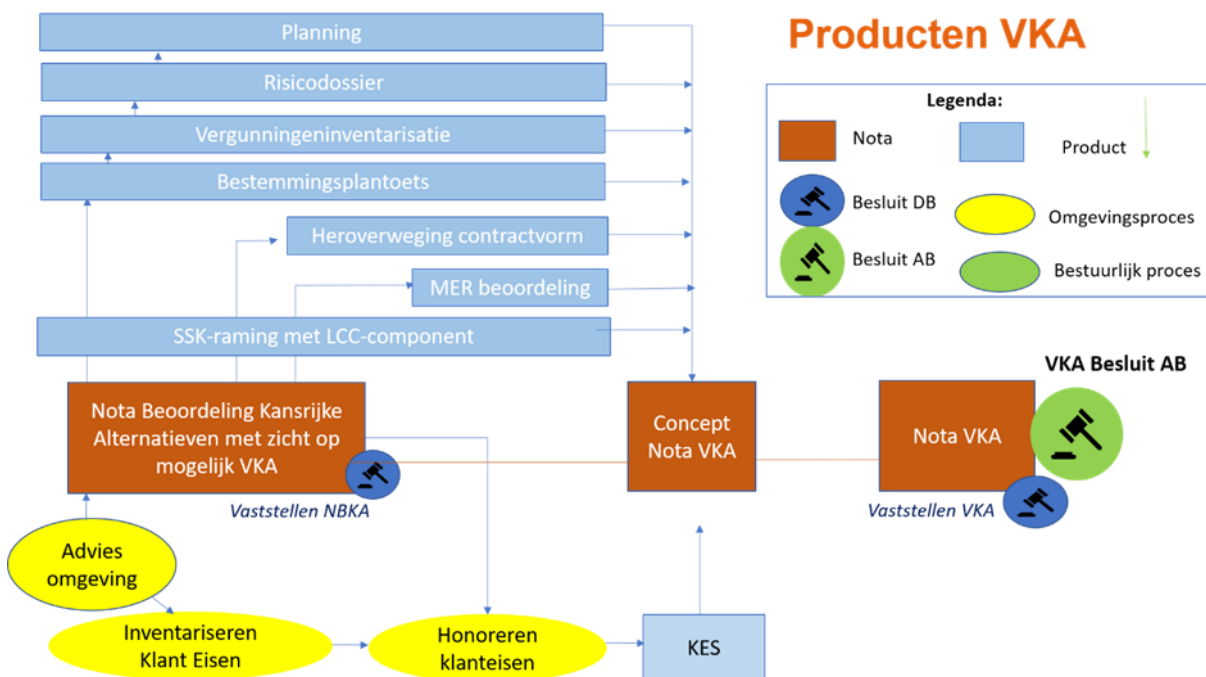 Producten VKA
Planning
Risicodossier
Vergunningeninventarisatie
Bestemmingsplantoets
Heroverweging contractvorm
MER beoordeling
SSK-raming met LCC-component
Legenda:
Nota
Product
Besluit DB
Omgevingsproces
Besluit AB
Bestuurlijk proces
Nota Beoordeling Kansrijke
Alternatieven met zicht op
mogelijk VKA
Vaststellen NBKA
Concept
Nota VKA
VKA Besluit AB
Nota VKA
Vaststellen VKA
Advies
omgeving
Inventariseren
Klant Eisen
Honoreren
klanteisen
KES